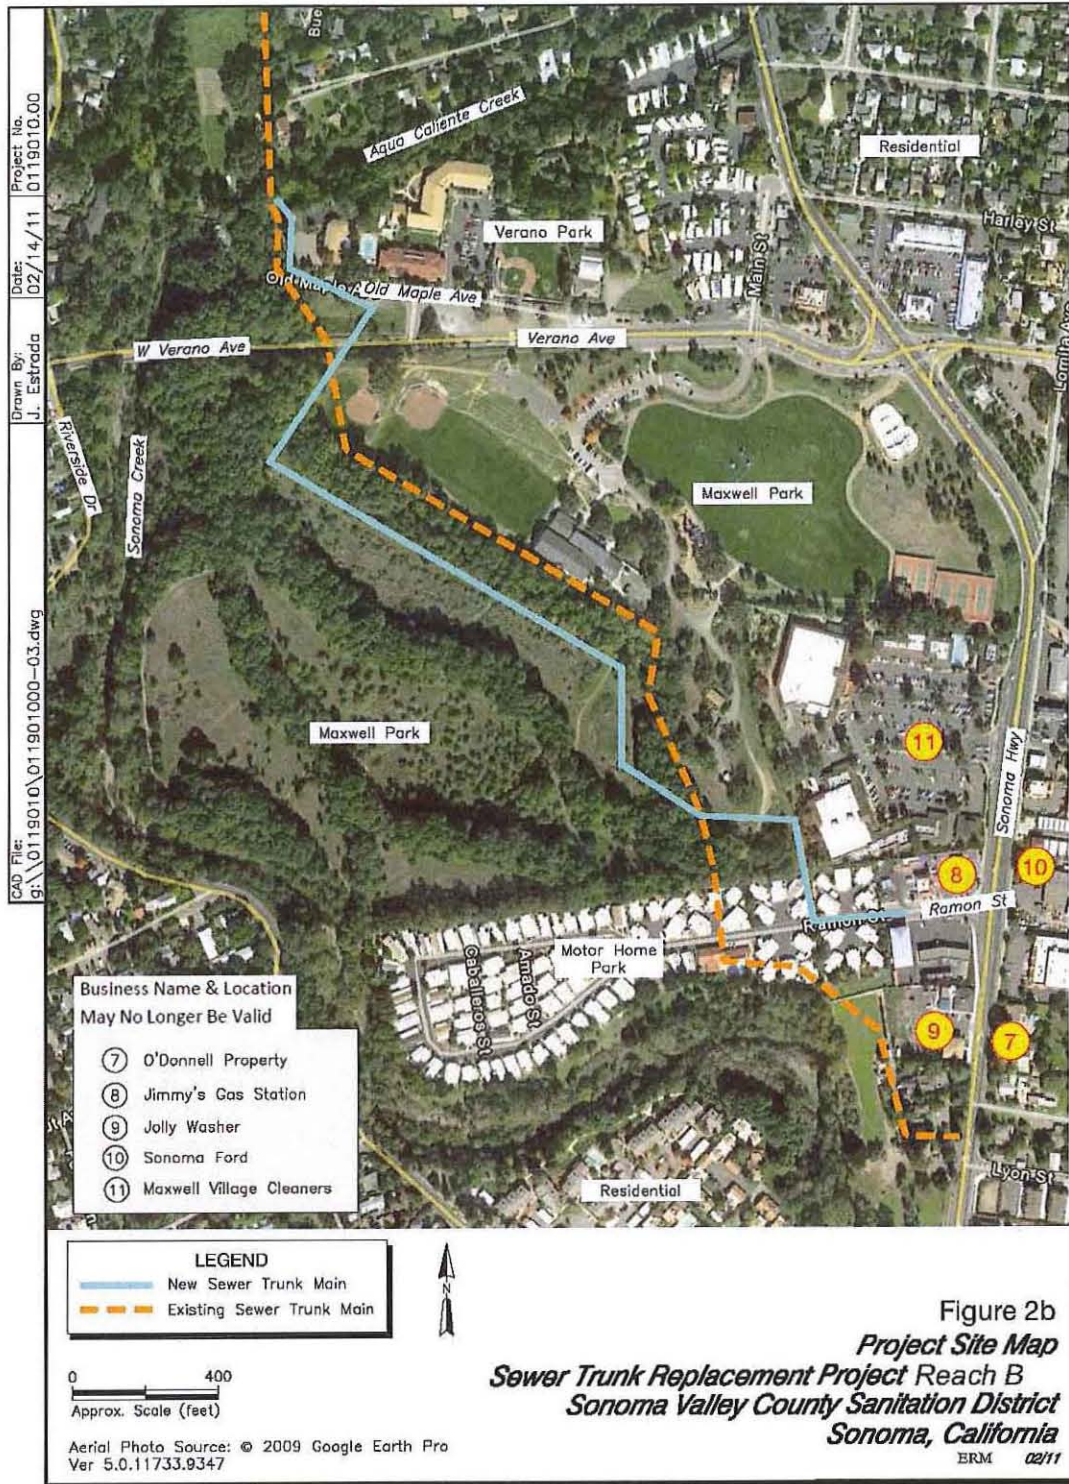 Project No.
0119010.00
Date:
02/14/11
Drawn By:
J. Estrada
CAD File:
g:\\0119010\0119010000-03.dwg
Bue
Aqua Caliente Creek
Residential
Harley St
Verano Park
Main St
Old Maple A
Old Maple Ave
W Verano Ave
Verano Ave
Lomita Ave
Riverside Dr
Sonoma Creek
Maxwell Park
Maxwell Park
11
Sonoma Hwy
8
10
Ramon St
Ramon St
Motor Home
Park
Caballeros St
Amado St
9
7
Lyon St
Residential
Business Name & Location
May No Longer Be Valid
7 O'Donnell Property
8 Jimmy's Gas Station
9 Jolly Washer
10 Sonoma Ford
11 Maxwell Village Cleaners
LEGEND
New Sewer Trunk Main
Existing Sewer Trunk Main
N
0 400
Approx. Scale (feet)
Aerial Photo Source: © 2009 Google Earth Pro
Ver 5.0.11733.9347
Figure 2b
Project Site Map
Sewer Trunk Replacement Project Reach B
Sonoma Valley County Sanitation District
Sonoma, California
ERM 02/11